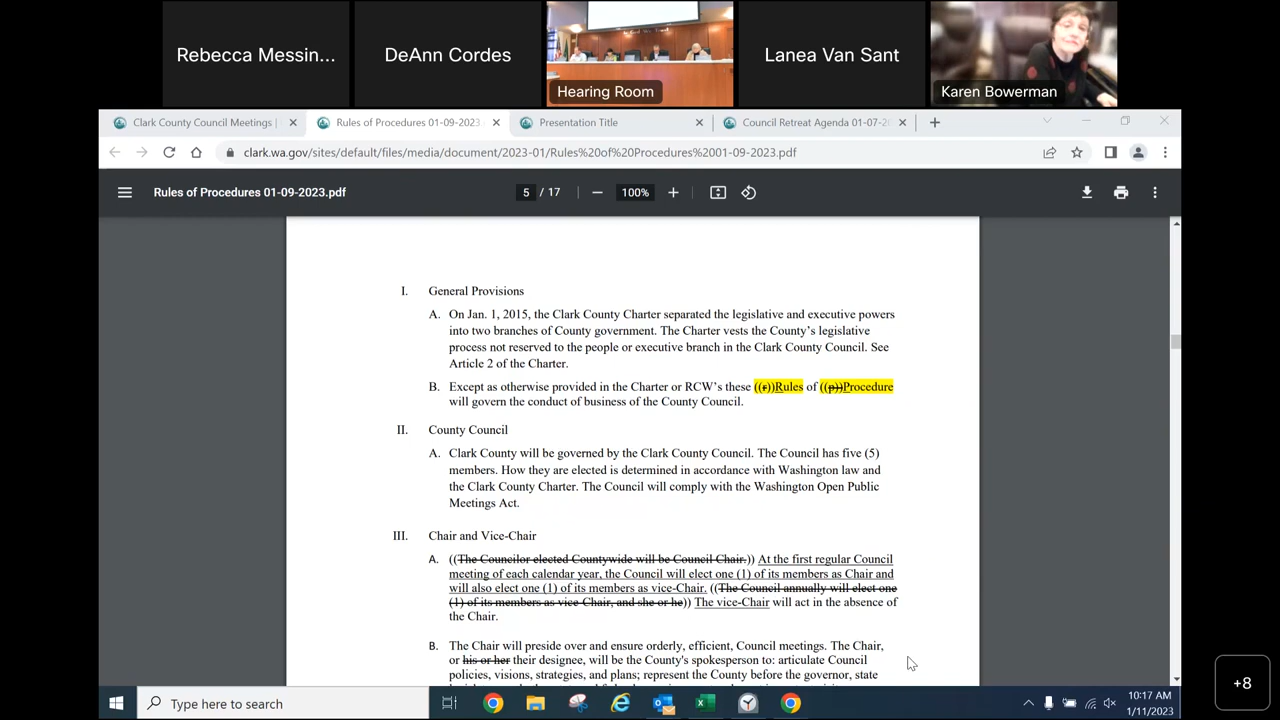 Rebecca Messin...
DeAnn Cordes
Hearing Room
Lanea Van Sant
Karen Bowerman
Clark County Council Meetings |
Rules of Procedures 01-09-2023
Presentation Title
Council Retreat Agenda 01-07-20
clark.wa.gov/sites/default/files/media/document/2023-01/Rules%20of%20Procedures%2001-09-2023.pdf
Rules of Procedures 01-09-2023.pdf
5 / 17
100%
I. General Provisions
A. On Jan. 1, 2015, the Clark County Charter separated the legislative and executive powers
into two branches of County government. The Charter vests the County's legislative
process not reserved to the people or executive branch in the Clark County Council. See
Article 2 of the Charter.
B. Except as otherwise provided in the Charter or RCW's these ((r))Rules of ((p))Procedure
will govern the conduct of business of the County Council.
II. County Council
A. Clark County will be governed by the Clark County Council. The Council has five (5)
members. How they are elected is determined in accordance with Washington law and
the Clark County Charter. The Council will comply with the Washington Open Public
Meetings Act.
III. Chair and Vice-Chair
A. ((The Councilor elected Countywide will be Council Chair.)) At the first regular Council
meeting of each calendar year, the Council will elect one (1) of its members as Chair and
will also elect one (1) of its members as vice-Chair. ((The Council annually will elect one
(1) of its members as vice-Chair, and she or he)) The vice-Chair will act in the absence of
the Chair.
B. The Chair will preside over and ensure orderly, efficient, Council meetings. The Chair,
or his or her their designee, will be the County's spokesperson to: articulate Council
policies, visions, strategies, and plans; represent the County before the governor, state
Type here to search
10:17 AM
1/11/2023
+8